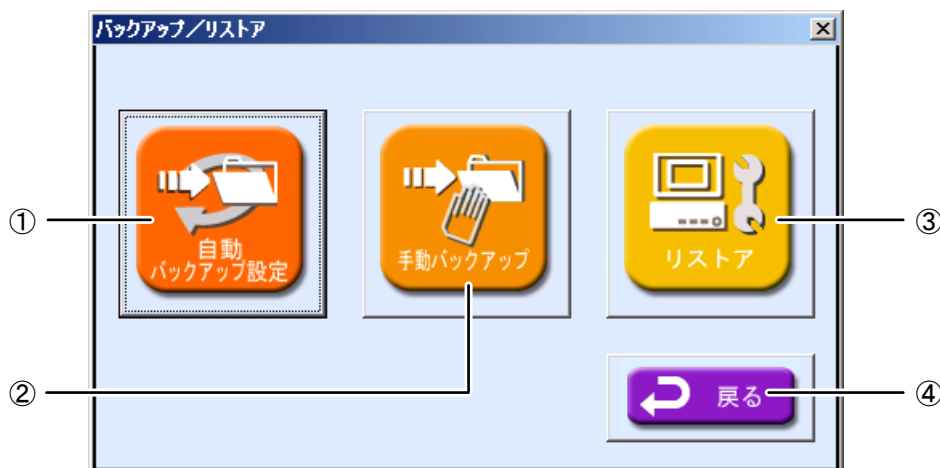 バックアップ/リストア
①
自動
バックアップ設定
手動バックアップ
リストア
③
②
戻る
④